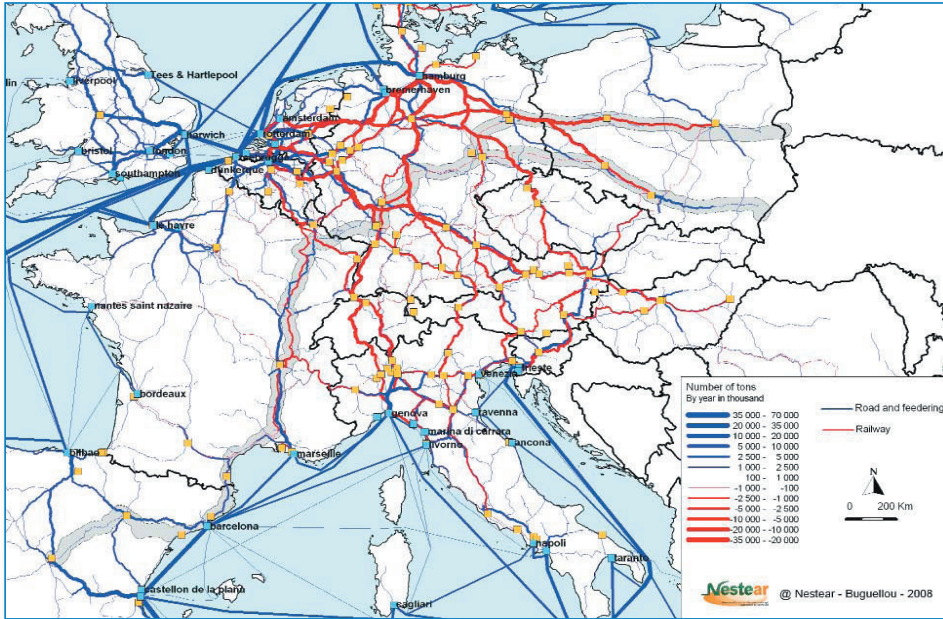 hamburg
Tees & Hartlepool
liverpool
lin
bremerhaven
amsterdam
harwich
rotterdam
bristol
london
zeebrugge
southampton
dunkerque
le havre
nantes saint nazaire
bordeaux
venezia
trieste
genova
ravenna
marina di carrara
livorno
ancona
bilbao
marseille
barcelona
napoli
taranto
castellon de la plana
cagliari
Number of tons
By year in thousand
35 000 - 70 000
20 000 - 35 000
10 000 - 20 000
5 000 - 10 000
2 500 - 5 000
1 000 - 2 500
100 - 1 000
-1 000 - -100
-2 500 - -1 000
-5 000 - -2 500
-10 000 - -5 000
-20 000 - -10 000
-35 000 - -20 000
Road and feedering
Railway
N
0 200 Km
Nestear
@ Nestear - Buguellou - 2008